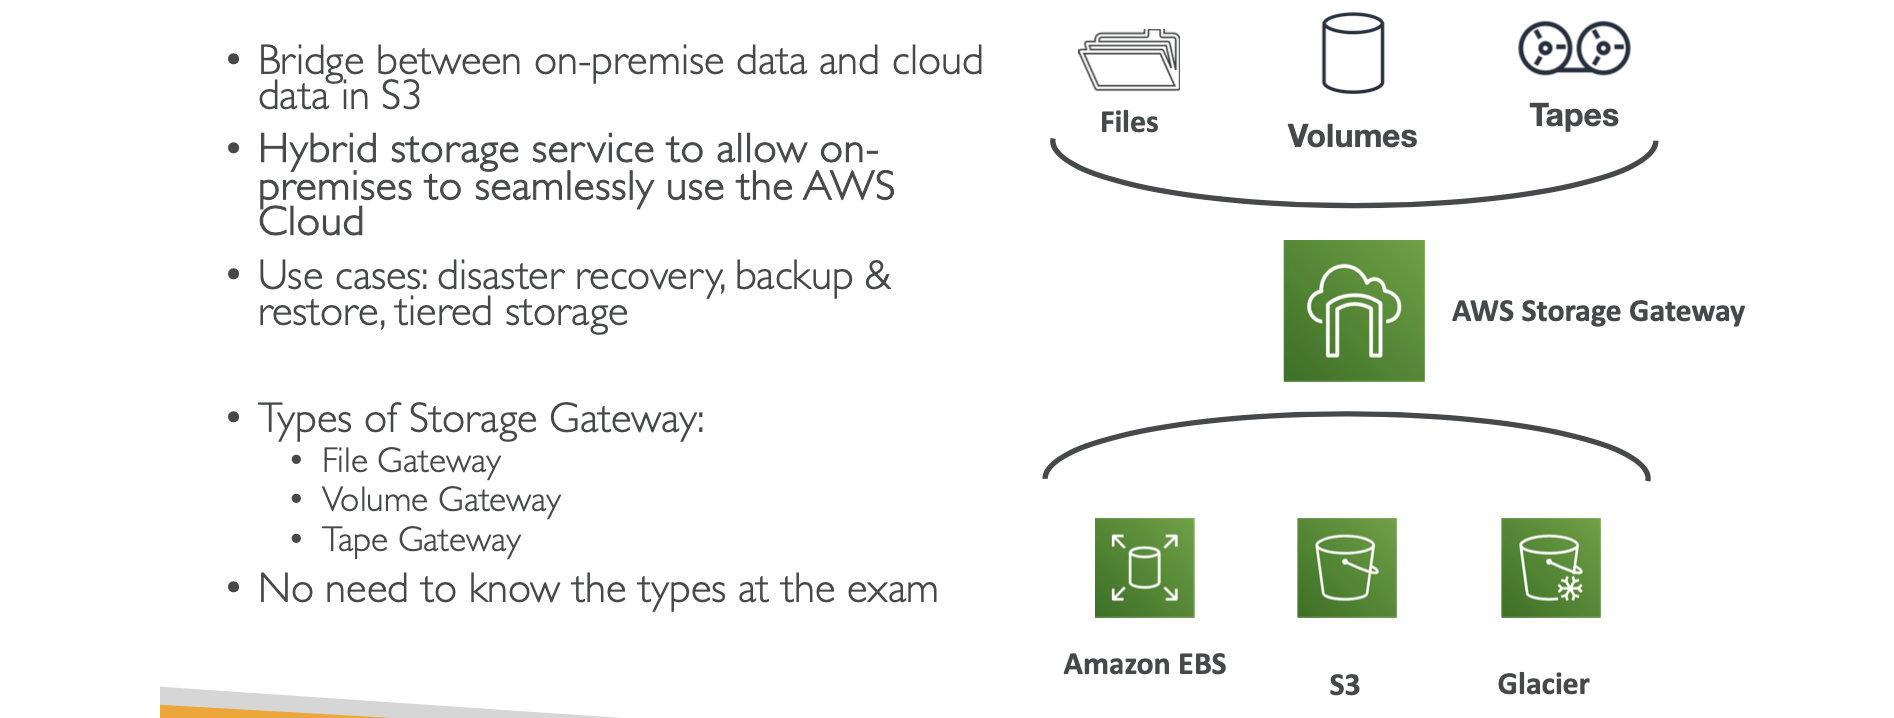 • Bridge between on-premise data and cloud
data in S3
• Hybrid storage service to allow on-
premises to seamlessly use the AWS
Cloud
• Use cases: disaster recovery, backup &
restore, tiered storage
• Types of Storage Gateway:
• File Gateway
• Volume Gateway
• Tape Gateway
• No need to know the types at the exam
Files
Volumes
Tapes
AWS Storage Gateway
Amazon EBS
S3
Glacier